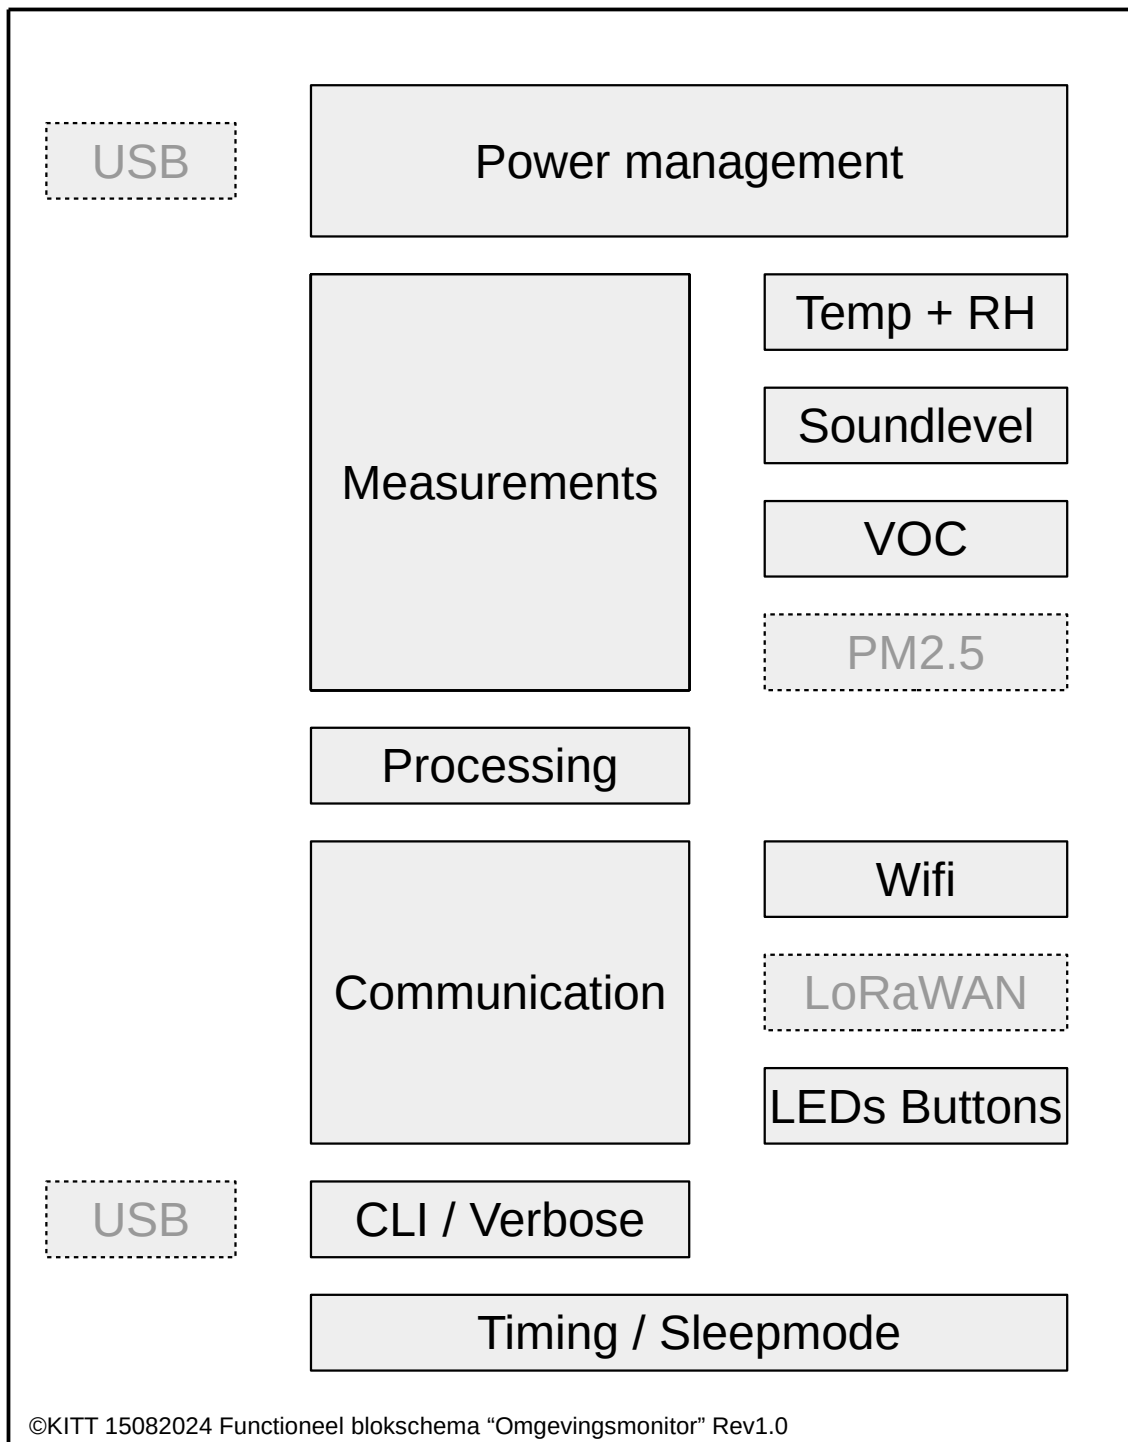 USB
Power management
Measurements
Temp + RH
Soundlevel
VOC
PM2.5
Processing
Communication
Wifi
LoRaWAN
LEDs Buttons
USB
CLI / Verbose
Timing / Sleepmode
©KITT 15082024 Functioneel blokschema “Omgevingsmonitor” Rev1.0